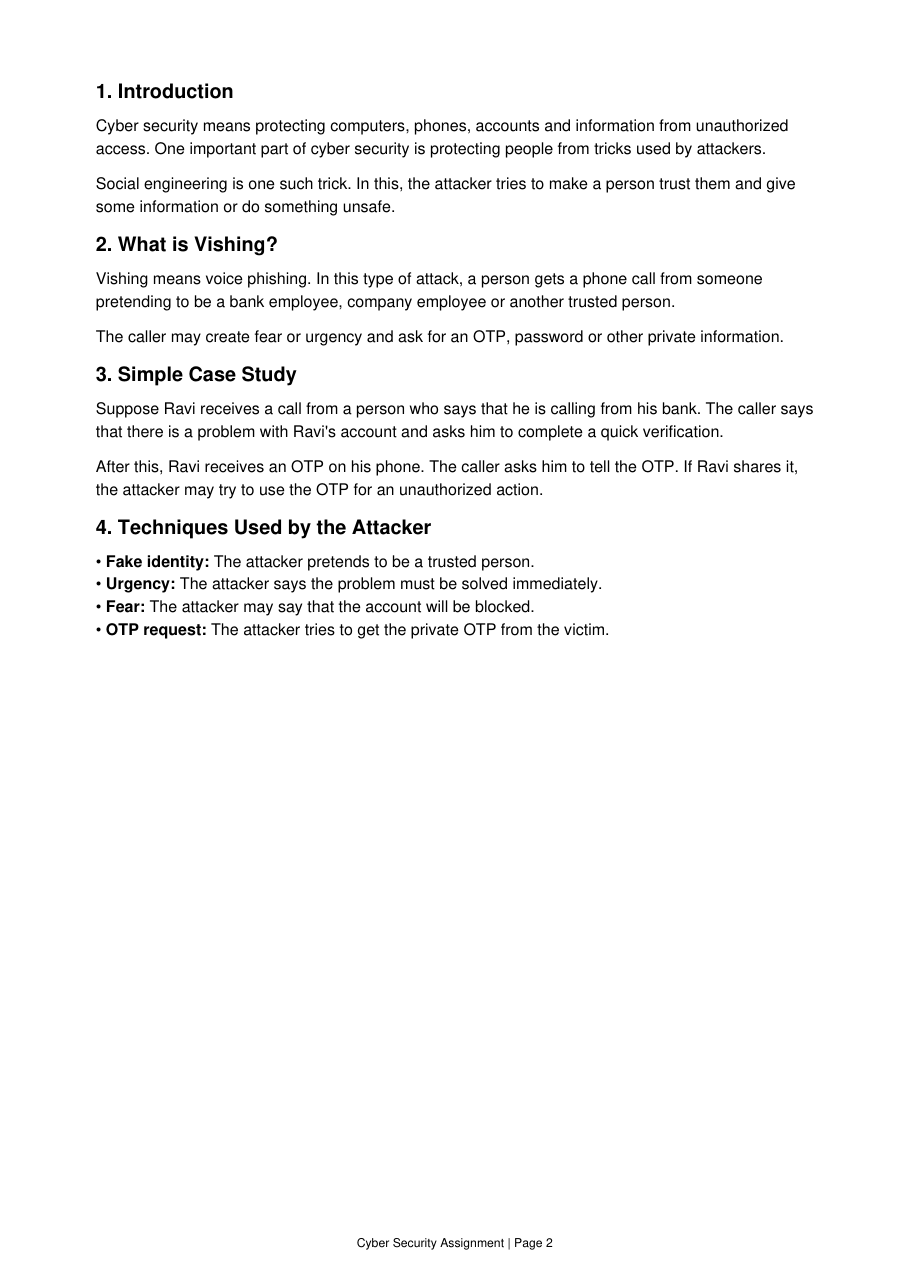 1. Introduction
Cyber security means protecting computers, phones, accounts and information from unauthorized
access. One important part of cyber security is protecting people from tricks used by attackers.
Social engineering is one such trick. In this, the attacker tries to make a person trust them and give
some information or do something unsafe.
2. What is Vishing?
Vishing means voice phishing. In this type of attack, a person gets a phone call from someone
pretending to be a bank employee, company employee or another trusted person.
The caller may create fear or urgency and ask for an OTP, password or other private information.
3. Simple Case Study
Suppose Ravi receives a call from a person who says that he is calling from his bank. The caller says
that there is a problem with Ravi's account and asks him to complete a quick verification.
After this, Ravi receives an OTP on his phone. The caller asks him to tell the OTP. If Ravi shares it,
the attacker may try to use the OTP for an unauthorized action.
4. Techniques Used by the Attacker
• Fake identity: The attacker pretends to be a trusted person.
• Urgency: The attacker says the problem must be solved immediately.
• Fear: The attacker may say that the account will be blocked.
• OTP request: The attacker tries to get the private OTP from the victim.
Cyber Security Assignment | Page 2